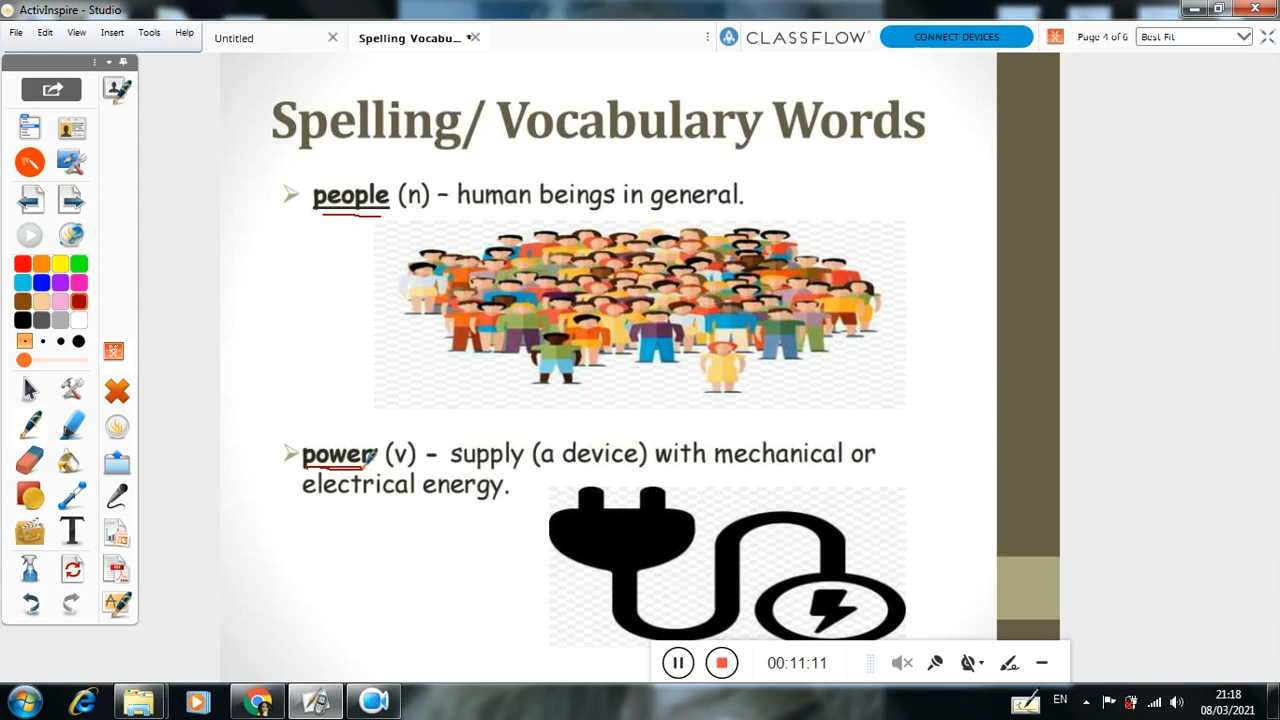 ActivInspire - Studio
File Edit View Insert Tools Help
Untitled
Spelling Vocabu...
CLASSFLOW
CONNECT DEVICES
Page 4 of 6
Best Fit
Spelling/ Vocabulary Words
people (n) – human beings in general.
power (v) – supply (a device) with mechanical or
electrical energy.
00:11:11
EN
21:18
08/03/2021